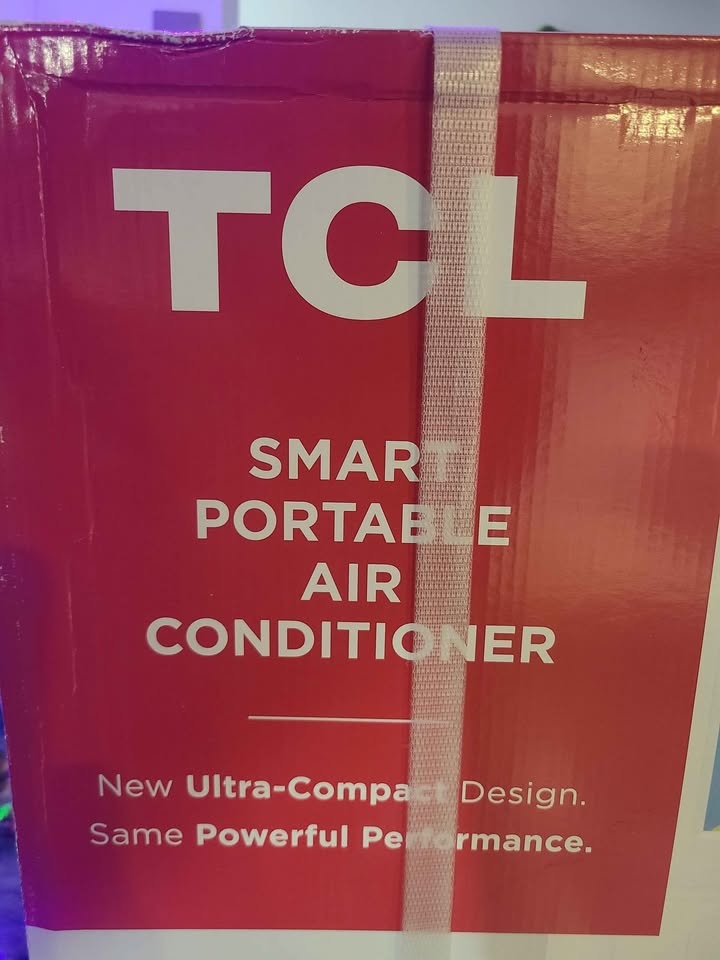 TCL
SMART
PORTABLE
AIR
CONDITIONER
New Ultra-Compact Design.
Same Powerful Performance.